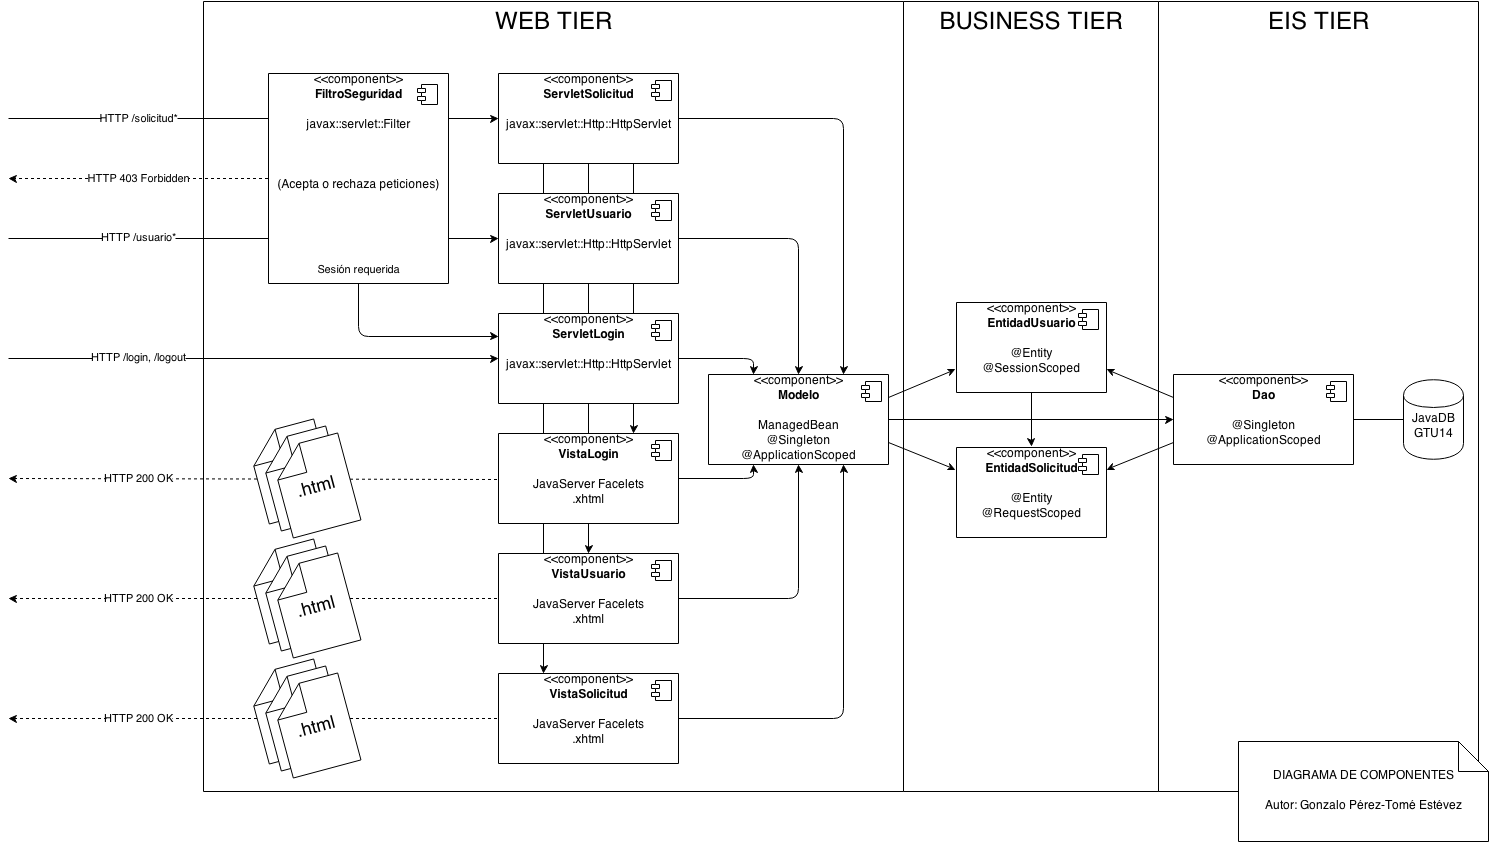 WEB TIER
BUSINESS TIER
EIS TIER
<<component>>
FiltroSeguridad
javax::servlet::Filter
(Acepta o rechaza peticiones)
Sesión requerida
<<component>>
ServletSolicitud
javax::servlet::Http::HttpServlet
HTTP /solicitud*
HTTP 403 Forbidden
<<component>>
ServletUsuario
javax::servlet::Http::HttpServlet
HTTP /usuario*
<<component>>
ServletLogin
javax::servlet::Http::HttpServlet
HTTP /login, /logout
<<component>>
EntidadUsuario
@Entity
@SessionScoped
<<component>>
Modelo
ManagedBean
@Singleton
@ApplicationScoped
<<component>>
Dao
@Singleton
@ApplicationScoped
JavaDB
GTU14
<<component>>
EntidadSolicitud
@Entity
@RequestScoped
<<component>>
VistaLogin
JavaServer Facelets
.xhtml
.html
HTTP 200 OK
<<component>>
VistaUsuario
JavaServer Facelets
.xhtml
.html
HTTP 200 OK
<<component>>
VistaSolicitud
JavaServer Facelets
.xhtml
.html
HTTP 200 OK
DIAGRAMA DE COMPONENTES
Autor: Gonzalo Pérez-Tomé Estévez